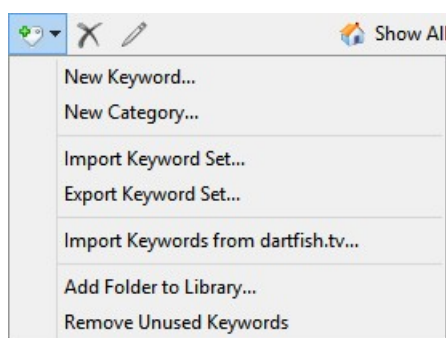 Show All
New Keyword...
New Category...
Import Keyword Set...
Export Keyword Set...
Import Keywords from dartfish.tv...
Add Folder to Library...
Remove Unused Keywords